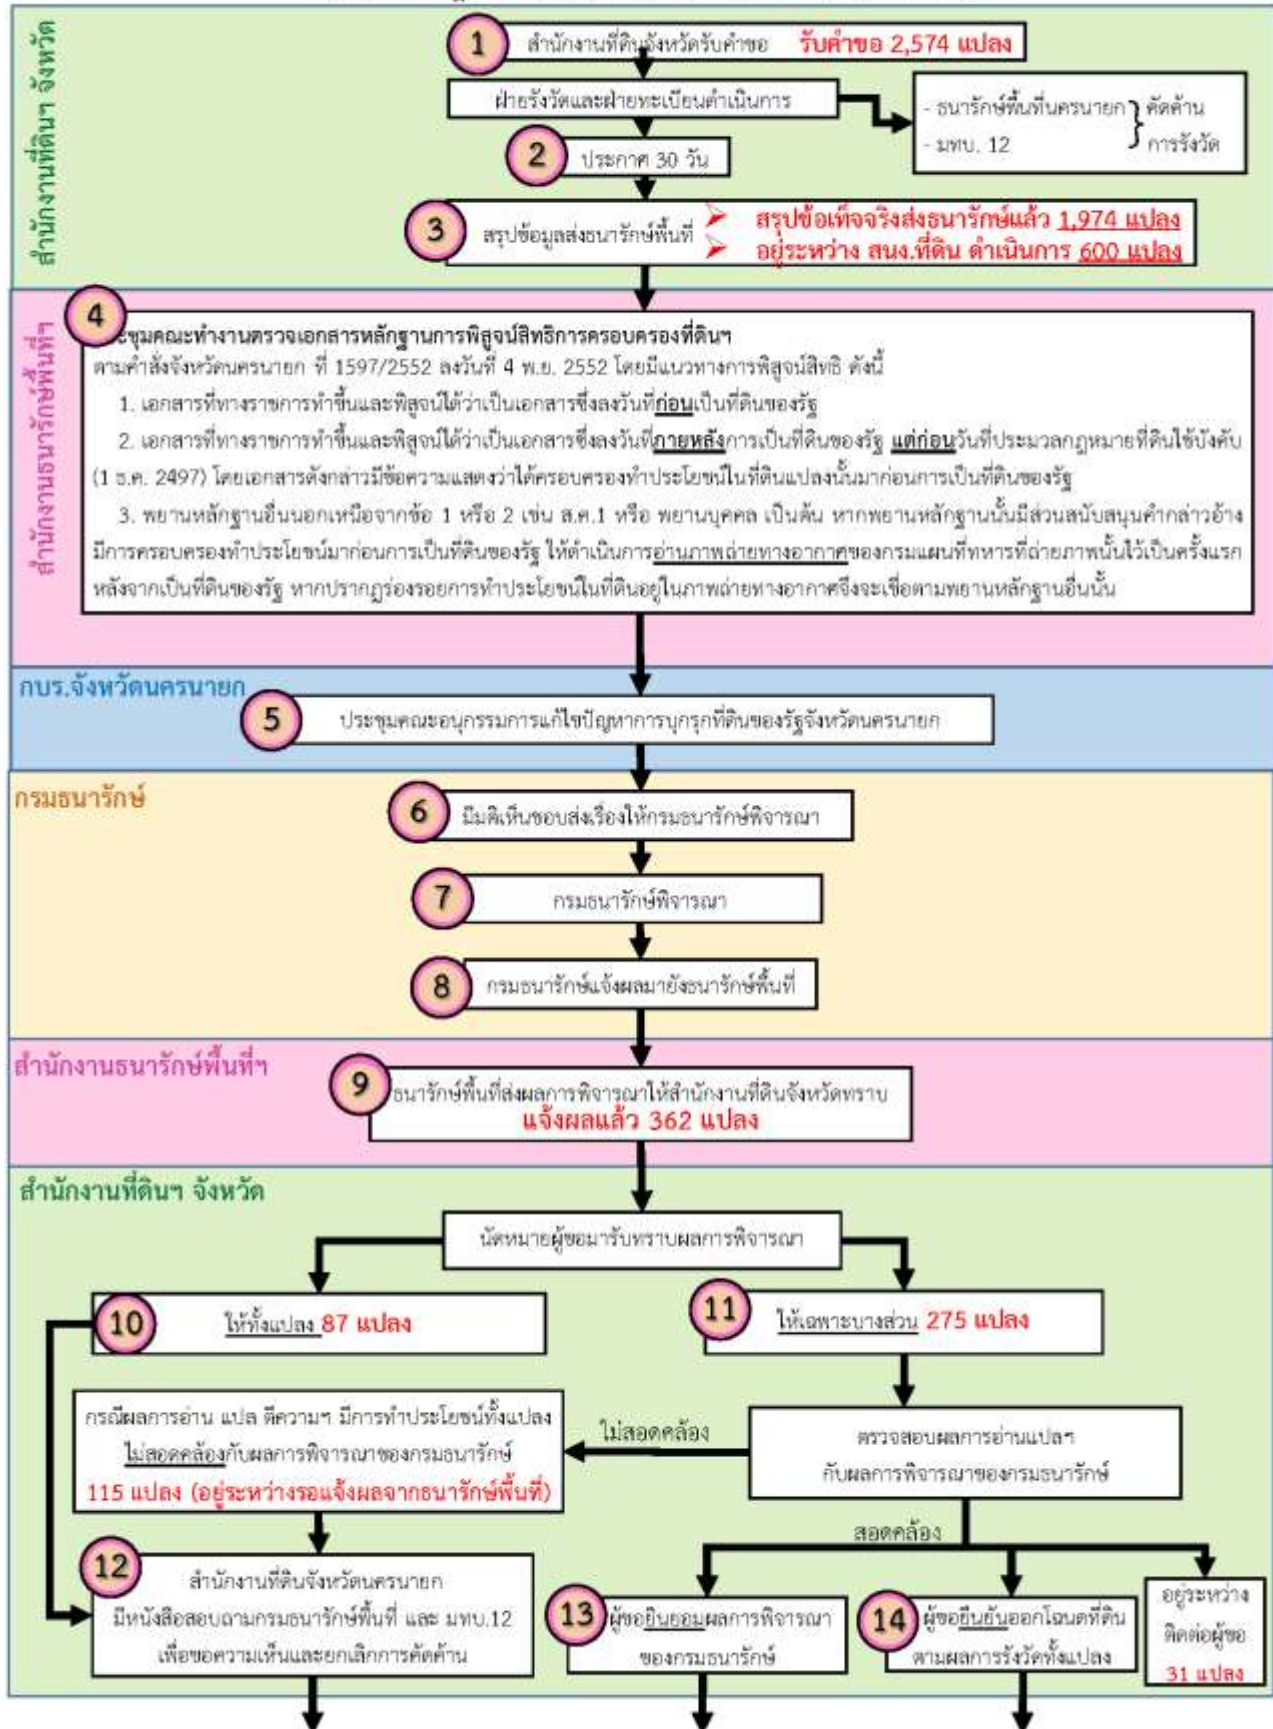 สำนักงานที่ดินฯ จังหวัด
1
สำนักงานที่ดินจังหวัดรับคำขอ รับคำขอ 2,574 แปลง
ฝ่ายรังวัดและฝ่ายทะเบียนดำเนินการ
- ธนารักษ์พื้นที่นครนายก } คัดค้าน
- มทบ. 12 การรังวัด
2
ประกาศ 30 วัน
3
สรุปข้อมูลส่งธนารักษ์พื้นที่
➢ สรุปข้อเท็จจริงส่งธนารักษ์แล้ว 1,974 แปลง
➢ อยู่ระหว่าง สนง.ที่ดิน ดำเนินการ 600 แปลง
สำนักงานธนารักษ์พื้นที่ฯ
4
ะชุมคณะทำงานตรวจเอกสารหลักฐานการพิสูจน์สิทธิการครอบครองที่ดินฯ
ตามคำสั่งจังหวัดนครนายก ที่ 1597/2552 ลงวันที่ 4 พ.ย. 2552 โดยมีแนวทางการพิสูจน์สิทธิ ดังนี้
1. เอกสารที่ทางราชการทำขึ้นและพิสูจน์ได้ว่าเป็นเอกสารซึ่งลงวันที่ก่อนเป็นที่ดินของรัฐ
2. เอกสารที่ทางราชการทำขึ้นและพิสูจน์ได้ว่าเป็นเอกสารซึ่งลงวันที่ภายหลังการเป็นที่ดินของรัฐ แต่ก่อนวันที่ประมวลกฎหมายที่ดินใช้บังคับ
(1 ธ.ค. 2497) โดยเอกสารดังกล่าวมีข้อความแสดงว่าได้ครอบครองทำประโยชน์ในที่ดินแปลงนั้นมาก่อนการเป็นที่ดินของรัฐ
3. พยานหลักฐานอื่นนอกเหนือจากข้อ 1 หรือ 2 เช่น ส.ค.1 หรือ พยานบุคคล เป็นต้น หากพยานหลักฐานนั้นมีส่วนสนับสนุนคำกล่าวอ้าง
มีการครอบครองทำประโยชน์มาก่อนการเป็นที่ดินของรัฐ ให้ดำเนินการอ่านภาพถ่ายทางอากาศของกรมแผนที่ทหารที่ถ่ายภาพนั้นไว้เป็นครั้งแรก
หลังจากเป็นที่ดินของรัฐ หากปรากฏร่องรอยการทำประโยชน์ในที่ดินอยู่ในภาพถ่ายทางอากาศจึงจะเชื่อตามพยานหลักฐานอื่นนั้น
กบร.จังหวัดนครนายก
5
ประชุมคณะอนุกรรมการแก้ไขปัญหาการบุกรุกที่ดินของรัฐจังหวัดนครนายก
กรมธนารักษ์
6
มีมติเห็นชอบส่งเรื่องให้กรมธนารักษ์พิจารณา
7
กรมธนารักษ์พิจารณา
8
กรมธนารักษ์แจ้งผลมายังธนารักษ์พื้นที่
สำนักงานธนารักษ์พื้นที่ฯ
9
ธนารักษ์พื้นที่ส่งผลการพิจารณาให้สำนักงานที่ดินจังหวัดทราบ
แจ้งผลแล้ว 362 แปลง
สำนักงานที่ดินฯ จังหวัด
นัดหมายผู้ขอมารับทราบผลการพิจารณา
10
ให้ทั้งแปลง 87 แปลง
11
ให้เฉพาะบางส่วน 275 แปลง
กรณีผลการอ่าน แปล ตีความฯ มีการทำประโยชน์ทั้งแปลง
ไม่สอดคล้องกับผลการพิจารณาของกรมธนารักษ์
115 แปลง (อยู่ระหว่างรอแจ้งผลจากธนารักษ์พื้นที่)
ไม่สอดคล้อง
ตรวจสอบผลการอ่านแปลฯ
กับผลการพิจารณาของกรมธนารักษ์
สอดคล้อง
12
สำนักงานที่ดินจังหวัดนครนายก
มีหนังสือสอบถามกรมธนารักษ์พื้นที่ และ มทบ.12
เพื่อขอความเห็นและยกเลิกการคัดค้าน
13
ผู้ขอยินยอมผลการพิจารณา
ของกรมธนารักษ์
14
ผู้ขอยืนยันออกโฉนดที่ดิน
ตามผลการรังวัดทั้งแปลง
อยู่ระหว่าง
ติดต่อผู้ขอ
31 แปลง